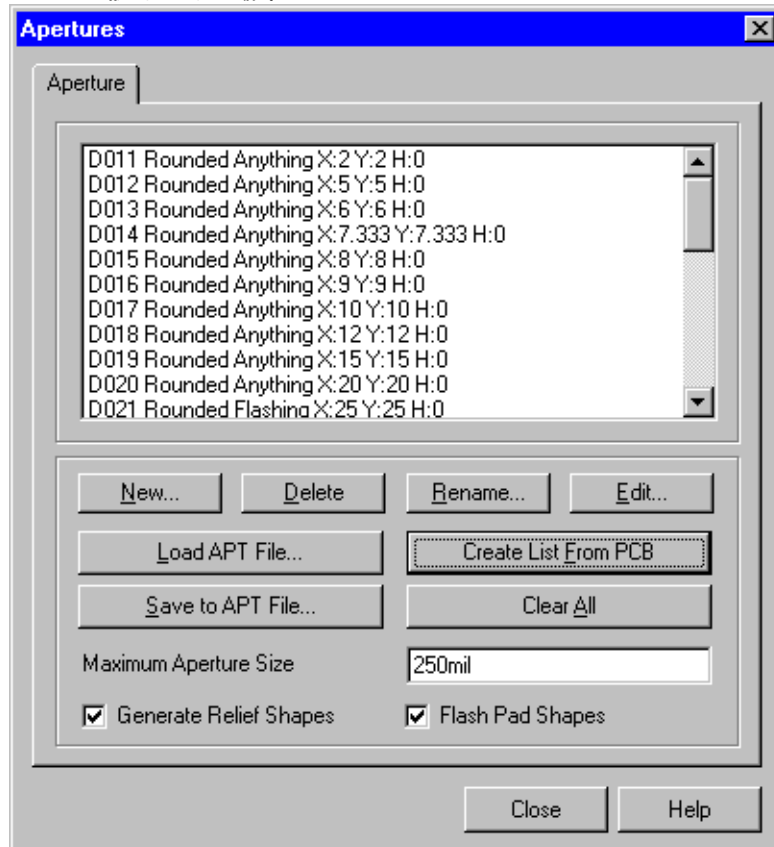 Apertures
Aperture
D011 Rounded Anything X:2 Y:2 H:0
D012 Rounded Anything X:5 Y:5 H:0
D013 Rounded Anything X:6 Y:6 H:0
D014 Rounded Anything X:7.333 Y:7.333 H:0
D015 Rounded Anything X:8 Y:8 H:0
D016 Rounded Anything X:9 Y:9 H:0
D017 Rounded Anything X:10 Y:10 H:0
D018 Rounded Anything X:12 Y:12 H:0
D019 Rounded Anything X:15 Y:15 H:0
D020 Rounded Anything X:20 Y:20 H:0
D021 Rounded Flashing X:25 Y:25 H:0
New... Delete Rename... Edit...
Load APT File... Create List From PCB
Save to APT File... Clear All
Maximum Aperture Size 250mil
Generate Relief Shapes Flash Pad Shapes
Close Help